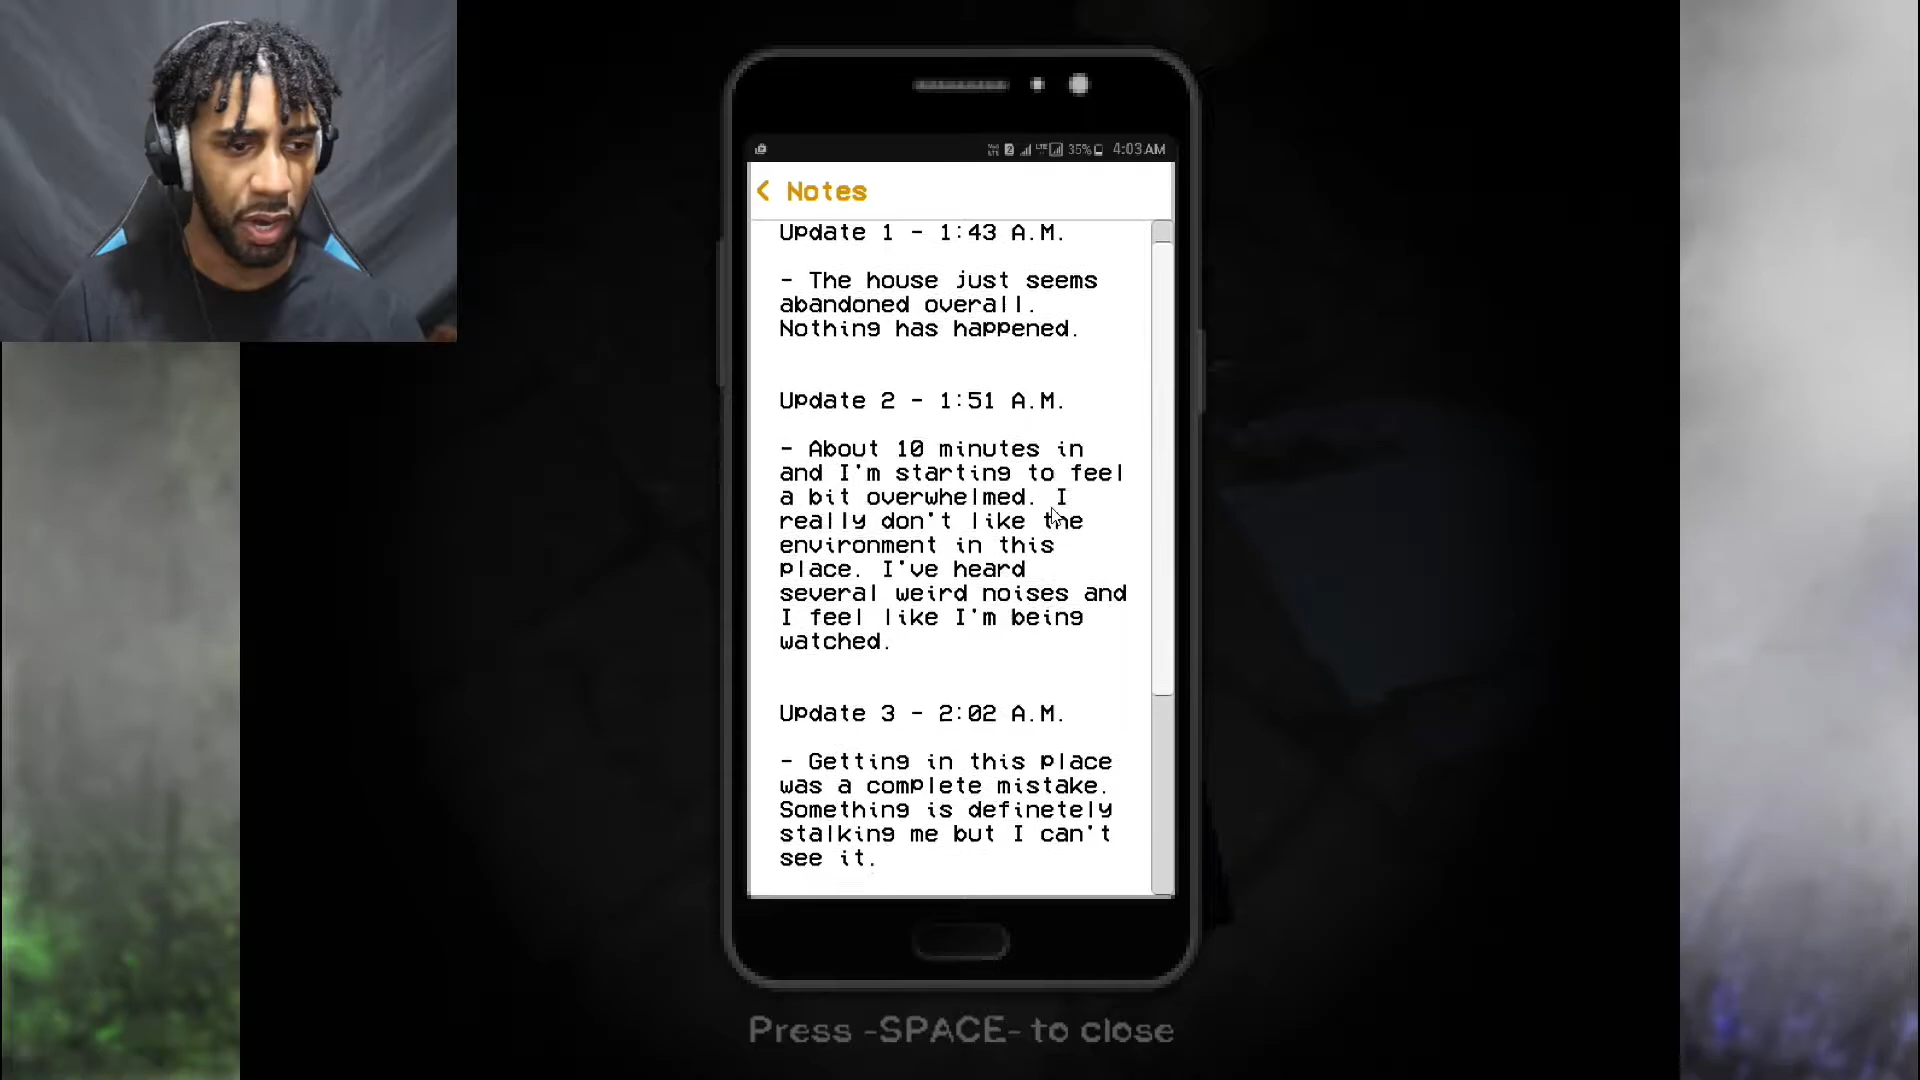 35% 4:03 AM
< Notes
Update 1 - 1:43 A.M.
- The house just seems
abandoned overall.
Nothing has happened.
Update 2 - 1:51 A.M.
- About 10 minutes in
and I'm starting to feel
a bit overwhelmed. I
really don't like the
environment in this
place. I've heard
several weird noises and
I feel like I'm being
watched.
Update 3 - 2:02 A.M.
- Getting in this place
was a complete mistake.
Something is definetely
stalking me but I can't
see it.
Press -SPACE- to close